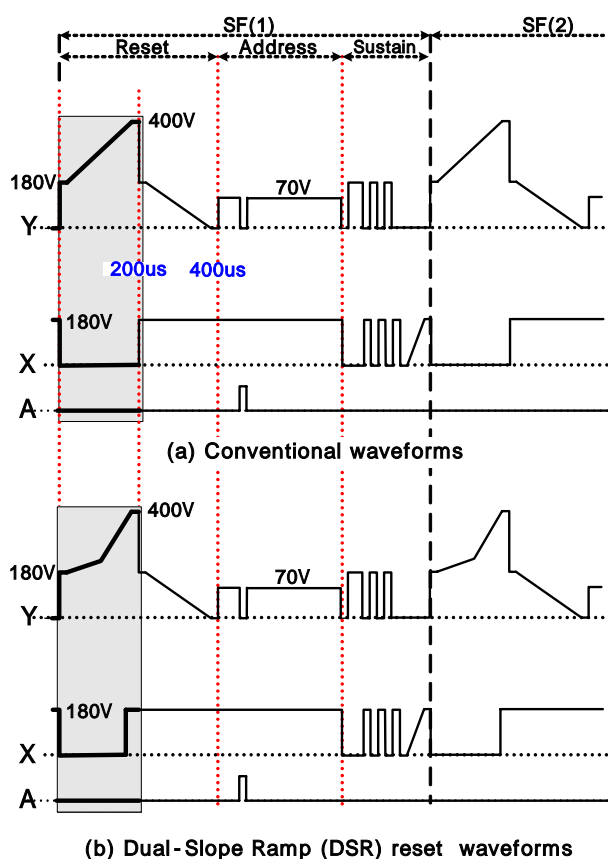 SF(1) SF(2)
Reset Address Sustain
400V
180V
70V
Y
200us 400us
180V
X
A
(a) Conventional waveforms
400V
180V
70V
Y
180V
X
A
(b) Dual-Slope Ramp (DSR) reset waveforms